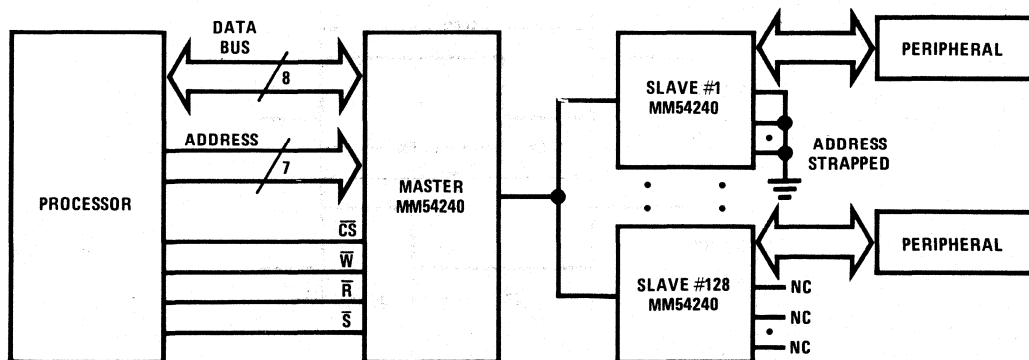 DATA
BUS
8
ADDRESS
7
PROCESSOR
C̅S̅
W̅
R̅
S̅
MASTER
MM54240
SLAVE #1
MM54240
PERIPHERAL
ADDRESS
STRAPPED
SLAVE #128
MM54240
PERIPHERAL
NC
NC
NC